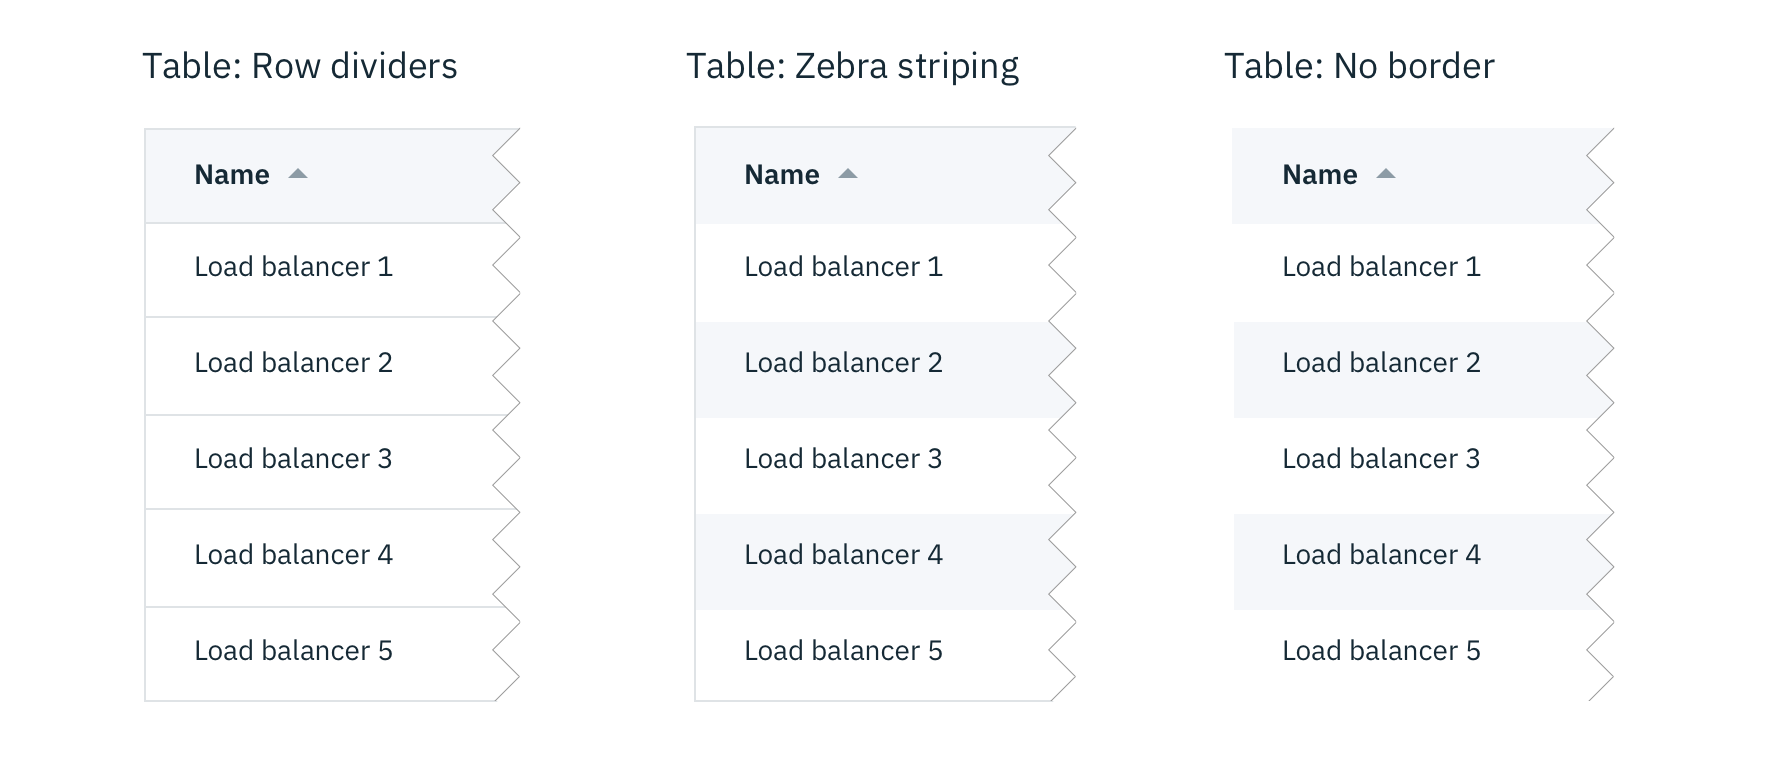 Table: Row dividers
Name
Load balancer 1
Load balancer 2
Load balancer 3
Load balancer 4
Load balancer 5
Table: Zebra striping
Name
Load balancer 1
Load balancer 2
Load balancer 3
Load balancer 4
Load balancer 5
Table: No border
Name
Load balancer 1
Load balancer 2
Load balancer 3
Load balancer 4
Load balancer 5